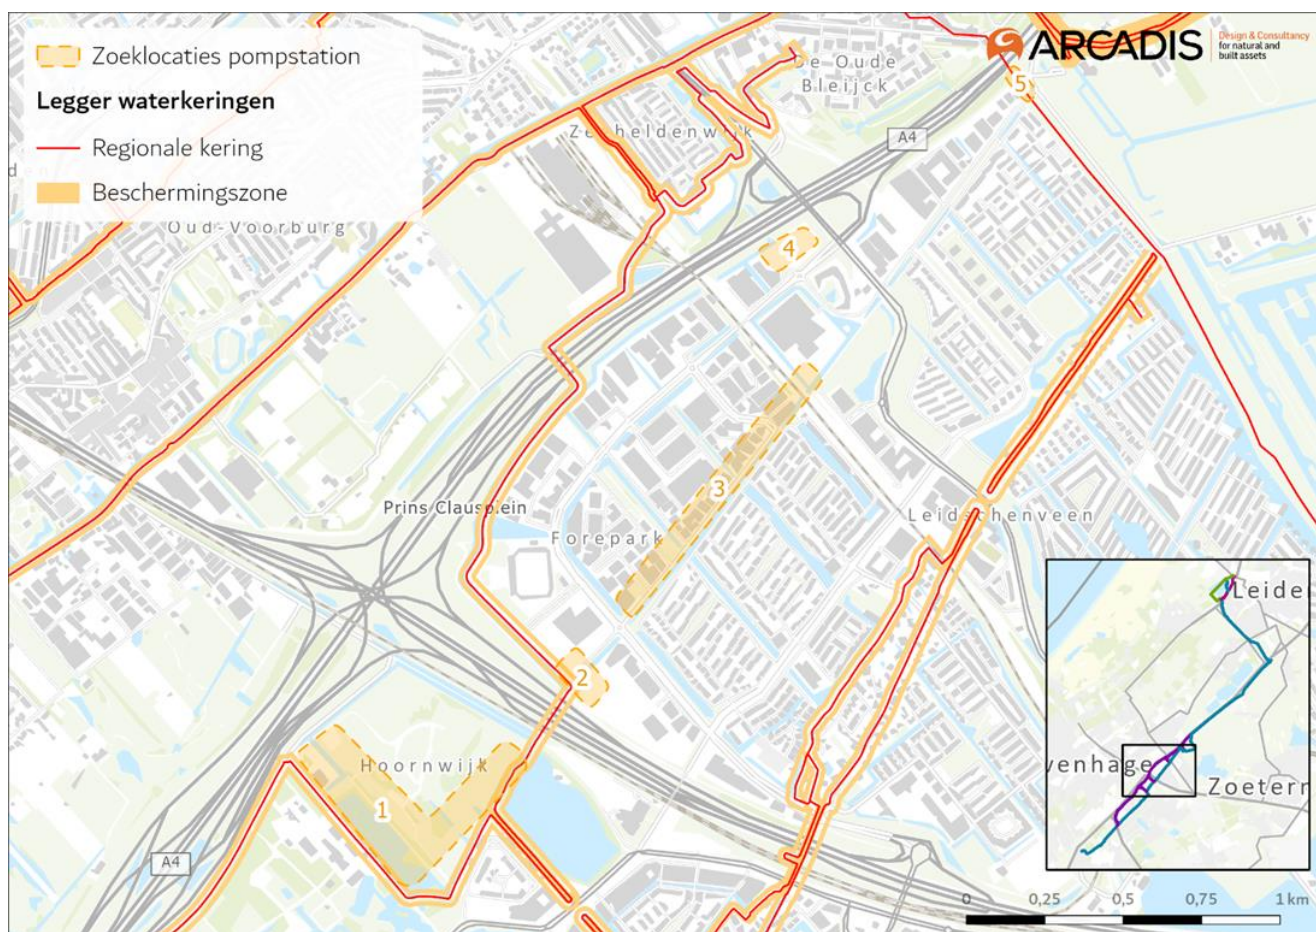 Zoeklocaties pompstation
Legger waterkeringen
Regionale kering
Beschermingszone
ARCADIS
Design & Consultancy
for natural and
built assets
De Oude
Bleijck
5
A4
Oud-Voorburg
4
Prins Clausplein
3
Forepark
Leidschenveen
2
Hoornwijk
1
A4
Leide
venhage
Zoeterm
0 0,25 0,5 0,75 1 km